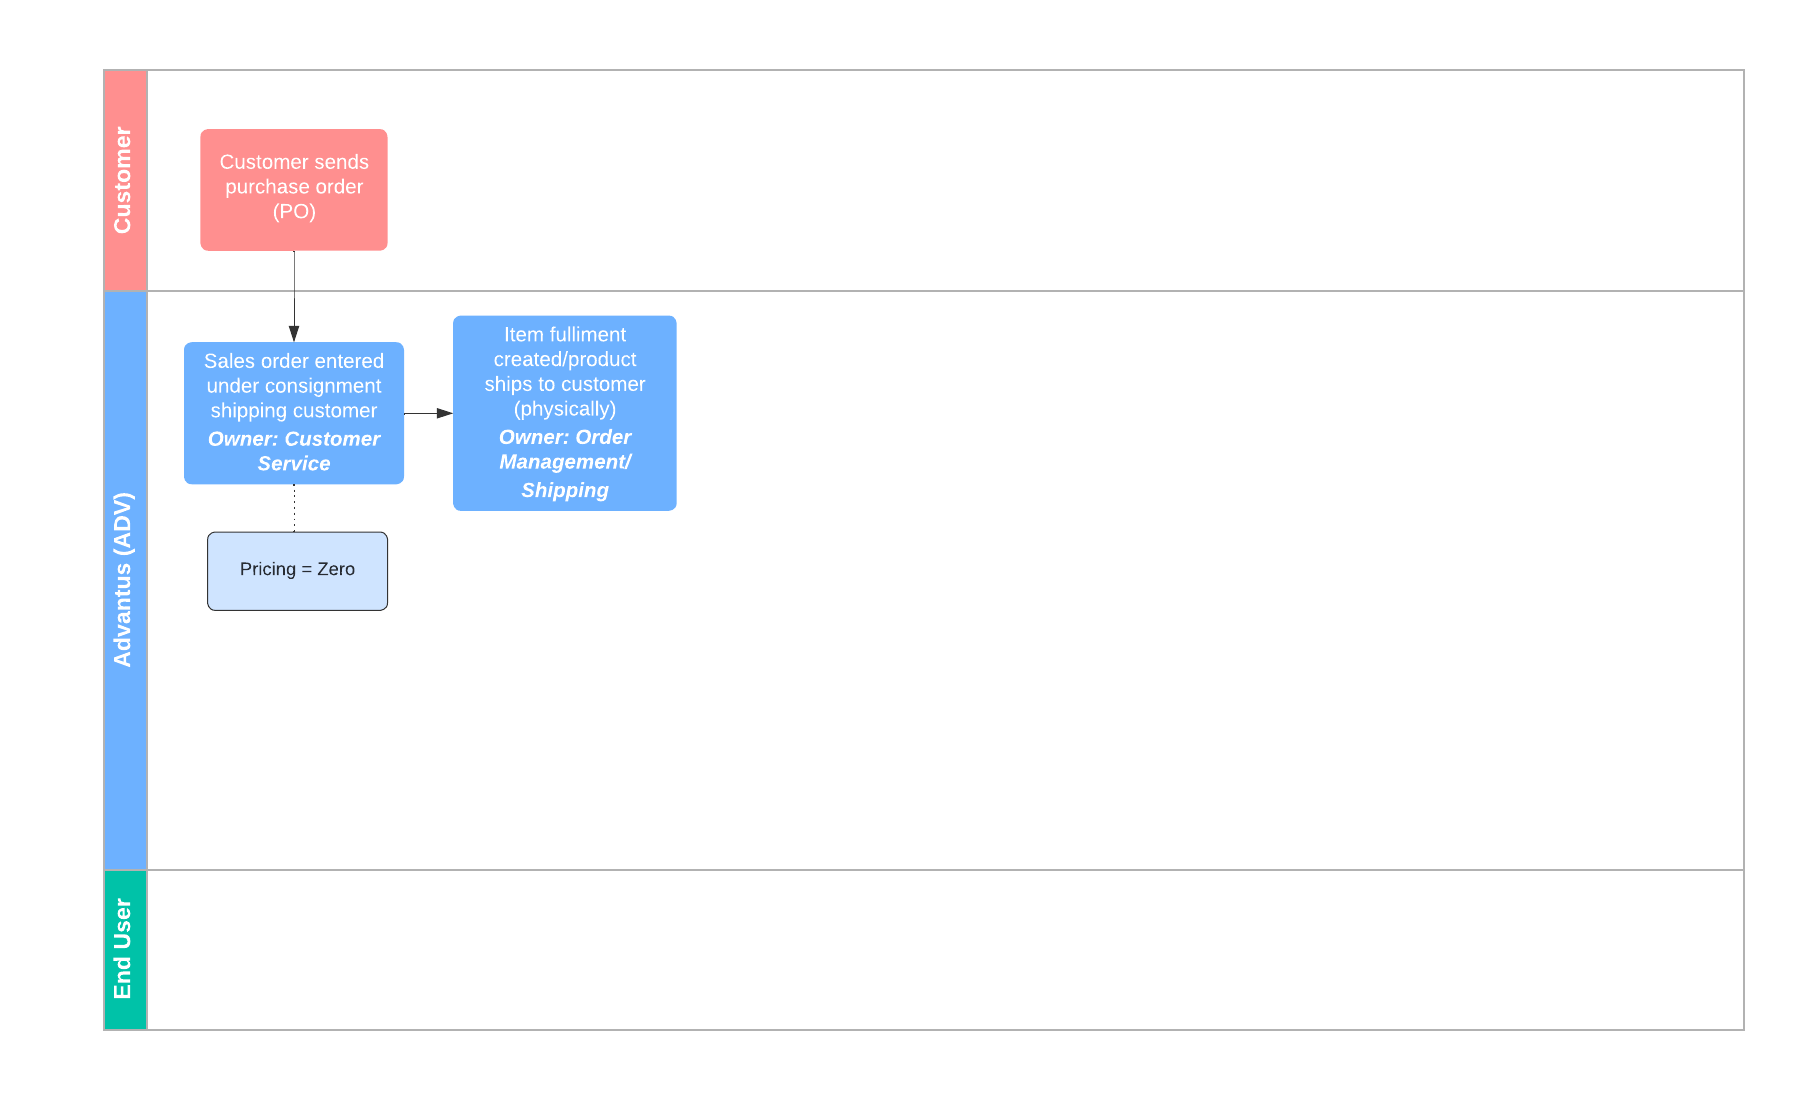 Customer
Customer sends
purchase order
(PO)
Advantus (ADV)
Sales order entered
under consignment
shipping customer
Owner: Customer
Service
Item fulliment
created/product
ships to customer
(physically)
Owner: Order
Management/
Shipping
Pricing = Zero
End User